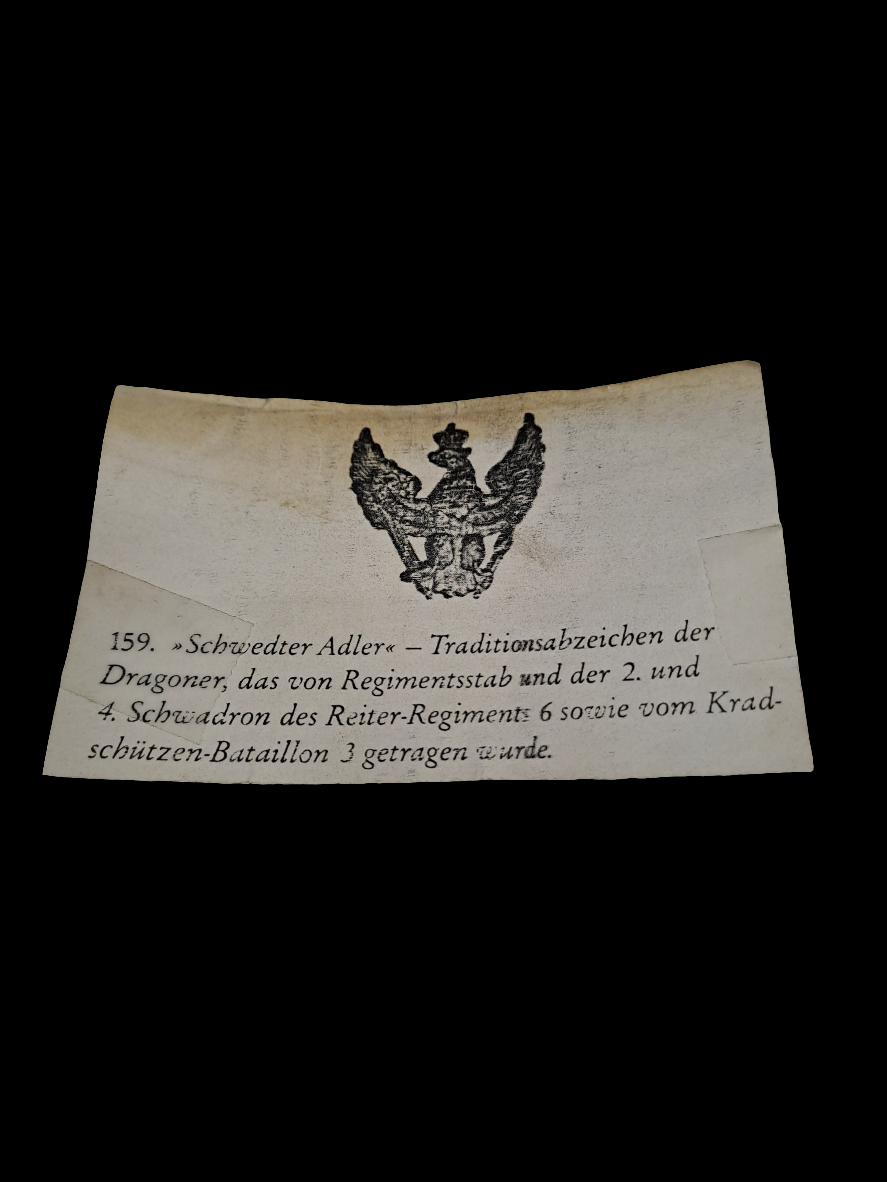 159. »Schwedter Adler« – Traditionsabzeichen der
Dragoner, das von Regimentsstab und der 2. und
4. Schwadron des Reiter-Regiments 6 sowie vom Krad-
schützen-Bataillon 3 getragen wurde.